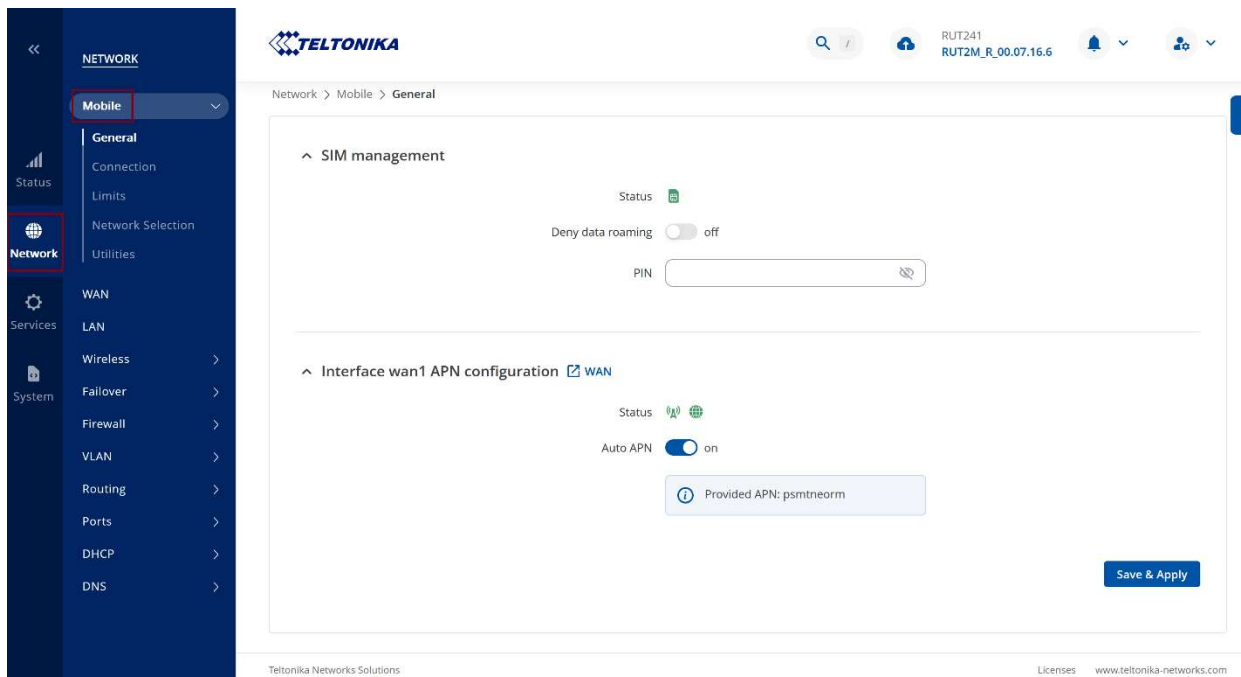 NETWORK
TELTONIKA
/
RUT241
RUT2M_R_00.07.16.6
Network > Mobile > General
Mobile
General
Connection
Limits
Network Selection
Utilities
WAN
LAN
Wireless
Failover
Firewall
VLAN
Routing
Ports
DHCP
DNS
Status
Network
Services
System
SIM management
Status
Deny data roaming off
PIN
Interface wan1 APN configuration WAN
Status
Auto APN on
Provided APN: psmtneorm
Save & Apply
Teltonika Networks Solutions
Licenses www.teltonika-networks.com